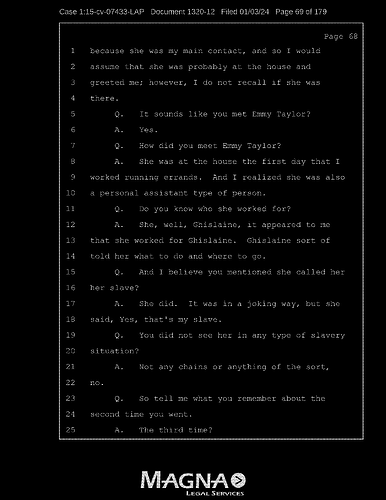 Case 1:15-cv-07433-LAP Document 1320-12 Filed 01/03/24 Page 69 of 179
Page 68
1 because she was my main contact, and so I would
2 assume that she was probably at the house and
3 greeted me; however, I do not recall if she was
4 there.
5 Q. It sounds like you met Emmy Taylor?
6 A. Yes.
7 Q. How did you meet Emmy Taylor?
8 A. She was at the house the first day that I
9 worked running errands. And I realized she was also
10 a personal assistant type of person.
11 Q. Do you know who she worked for?
12 A. She, well, Ghislaine, it appeared to me
13 that she worked for Ghislaine. Ghislaine sort of
14 told her what to do and where to go.
15 Q. And I believe you mentioned she called her
16 her slave?
17 A. She did. It was in a joking way, but she
18 said, Yes, that's my slave.
19 Q. You did not see her in any type of slavery
20 situation?
21 A. Not any chains or anything of the sort,
22 no.
23 Q. So tell me what you remember about the
24 second time you went.
25 A. The third time?
MAGNA
LEGAL SERVICES